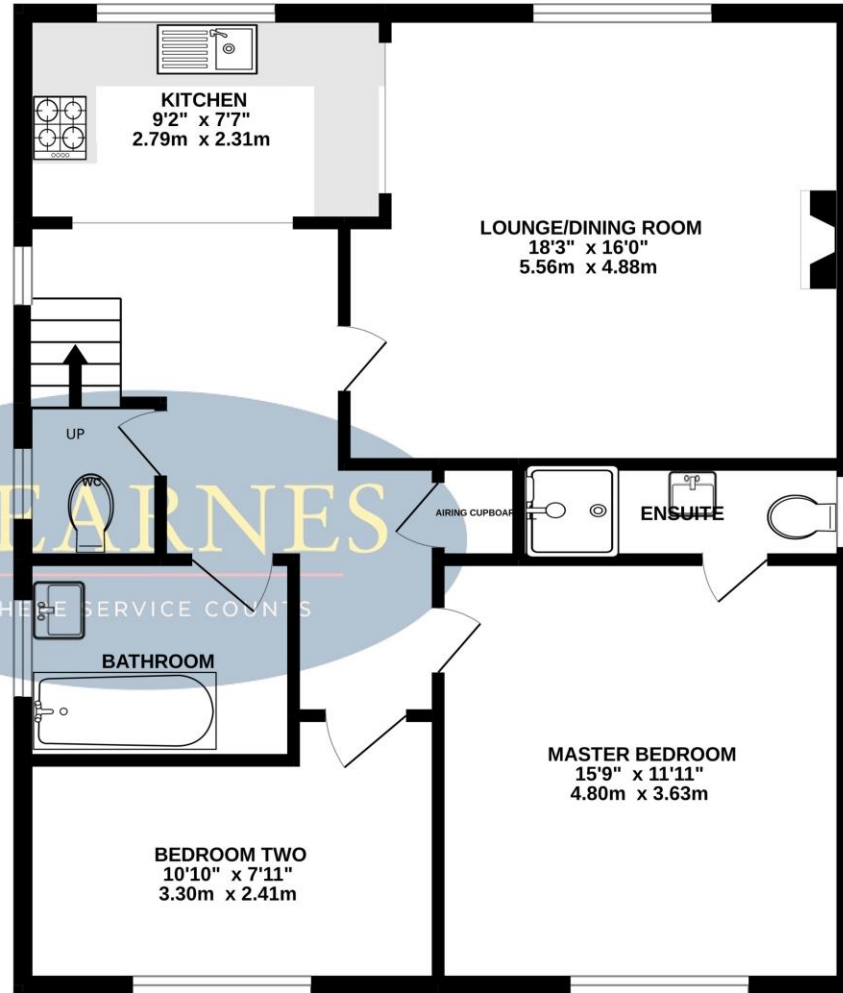 KITCHEN
9'2" x 7'7"
2.79m x 2.31m
LOUNGE/DINING ROOM
18'3" x 16'0"
5.56m x 4.88m
UP
WC
EARNES
HERE SERVICE COUNTS
AIRING CUPBOARD
ENSUITE
BATHROOM
MASTER BEDROOM
15'9" x 11'11"
4.80m x 3.63m
BEDROOM TWO
10'10" x 7'11"
3.30m x 2.41m